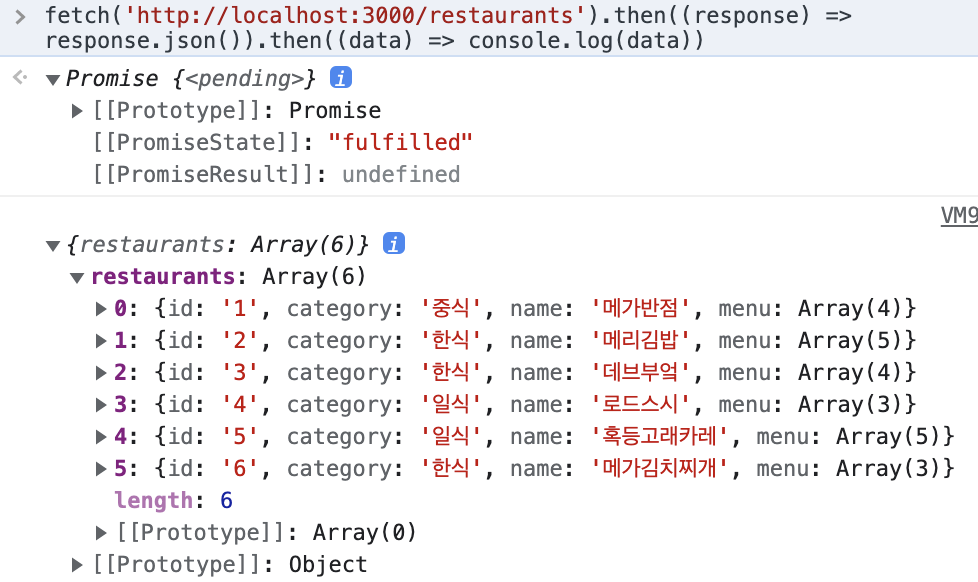 > fetch('http://localhost:3000/restaurants').then((response) =>
response.json()).then((data) => console.log(data))
<· ▼ Promise {<pending>} i
▶ [[Prototype]]: Promise
[[PromiseState]]: "fulfilled"
[[PromiseResult]]: undefined
VM9
▼ {restaurants: Array(6)} i
▼ restaurants: Array(6)
▶ 0: {id: '1', category: '중식', name: '메가반점', menu: Array(4)}
▶ 1: {id: '2', category: '한식', name: '메리김밥', menu: Array(5)}
▶ 2: {id: '3', category: '한식', name: '데브부엌', menu: Array(4)}
▶ 3: {id: '4', category: '일식', name: '로드스시', menu: Array(3)}
▶ 4: {id: '5', category: '일식', name: '혹등고래카레', menu: Array(5)}
▶ 5: {id: '6', category: '한식', name: '메가김치찌개', menu: Array(3)}
length: 6
▶ [[Prototype]]: Array(0)
▶ [[Prototype]]: Object